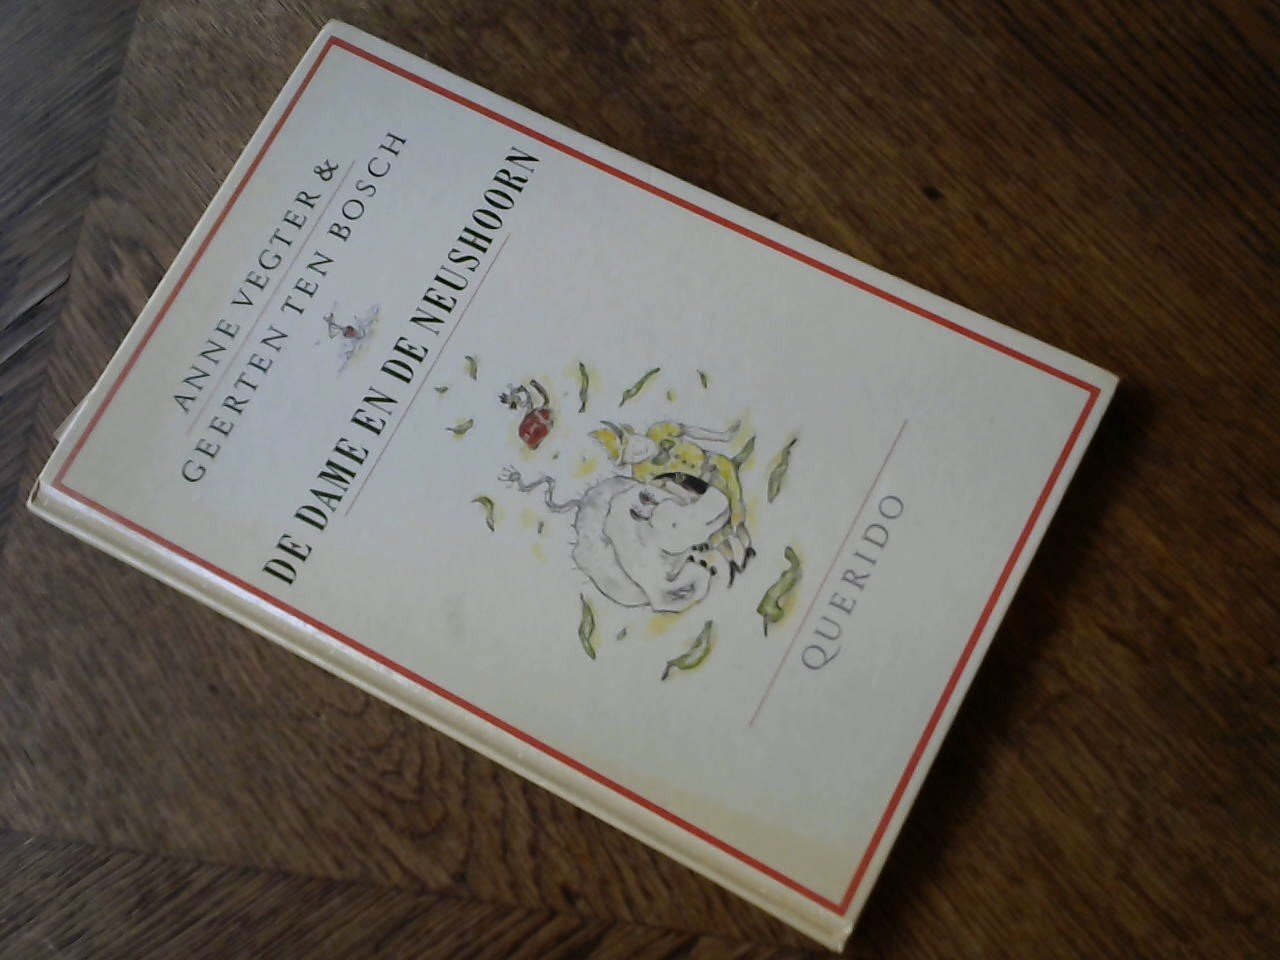 ANNE VEGTER &
GEERTEN TEN BOSCH
DE DAME EN DE NEUSHOORN
QUERIDO